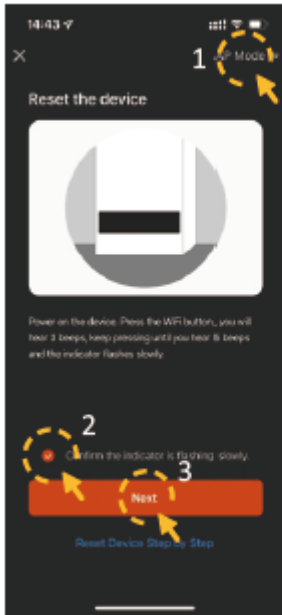 14:43
1
AP Mode
Reset the device
Power on the device. Press the WiFi button, you will
hear 3 beeps, keep pressing until you hear 5 beeps
and the indicator flashes slowly.
2
Confirm the indicator is flashing slowly.
3
Next
Reset Device Step by Step